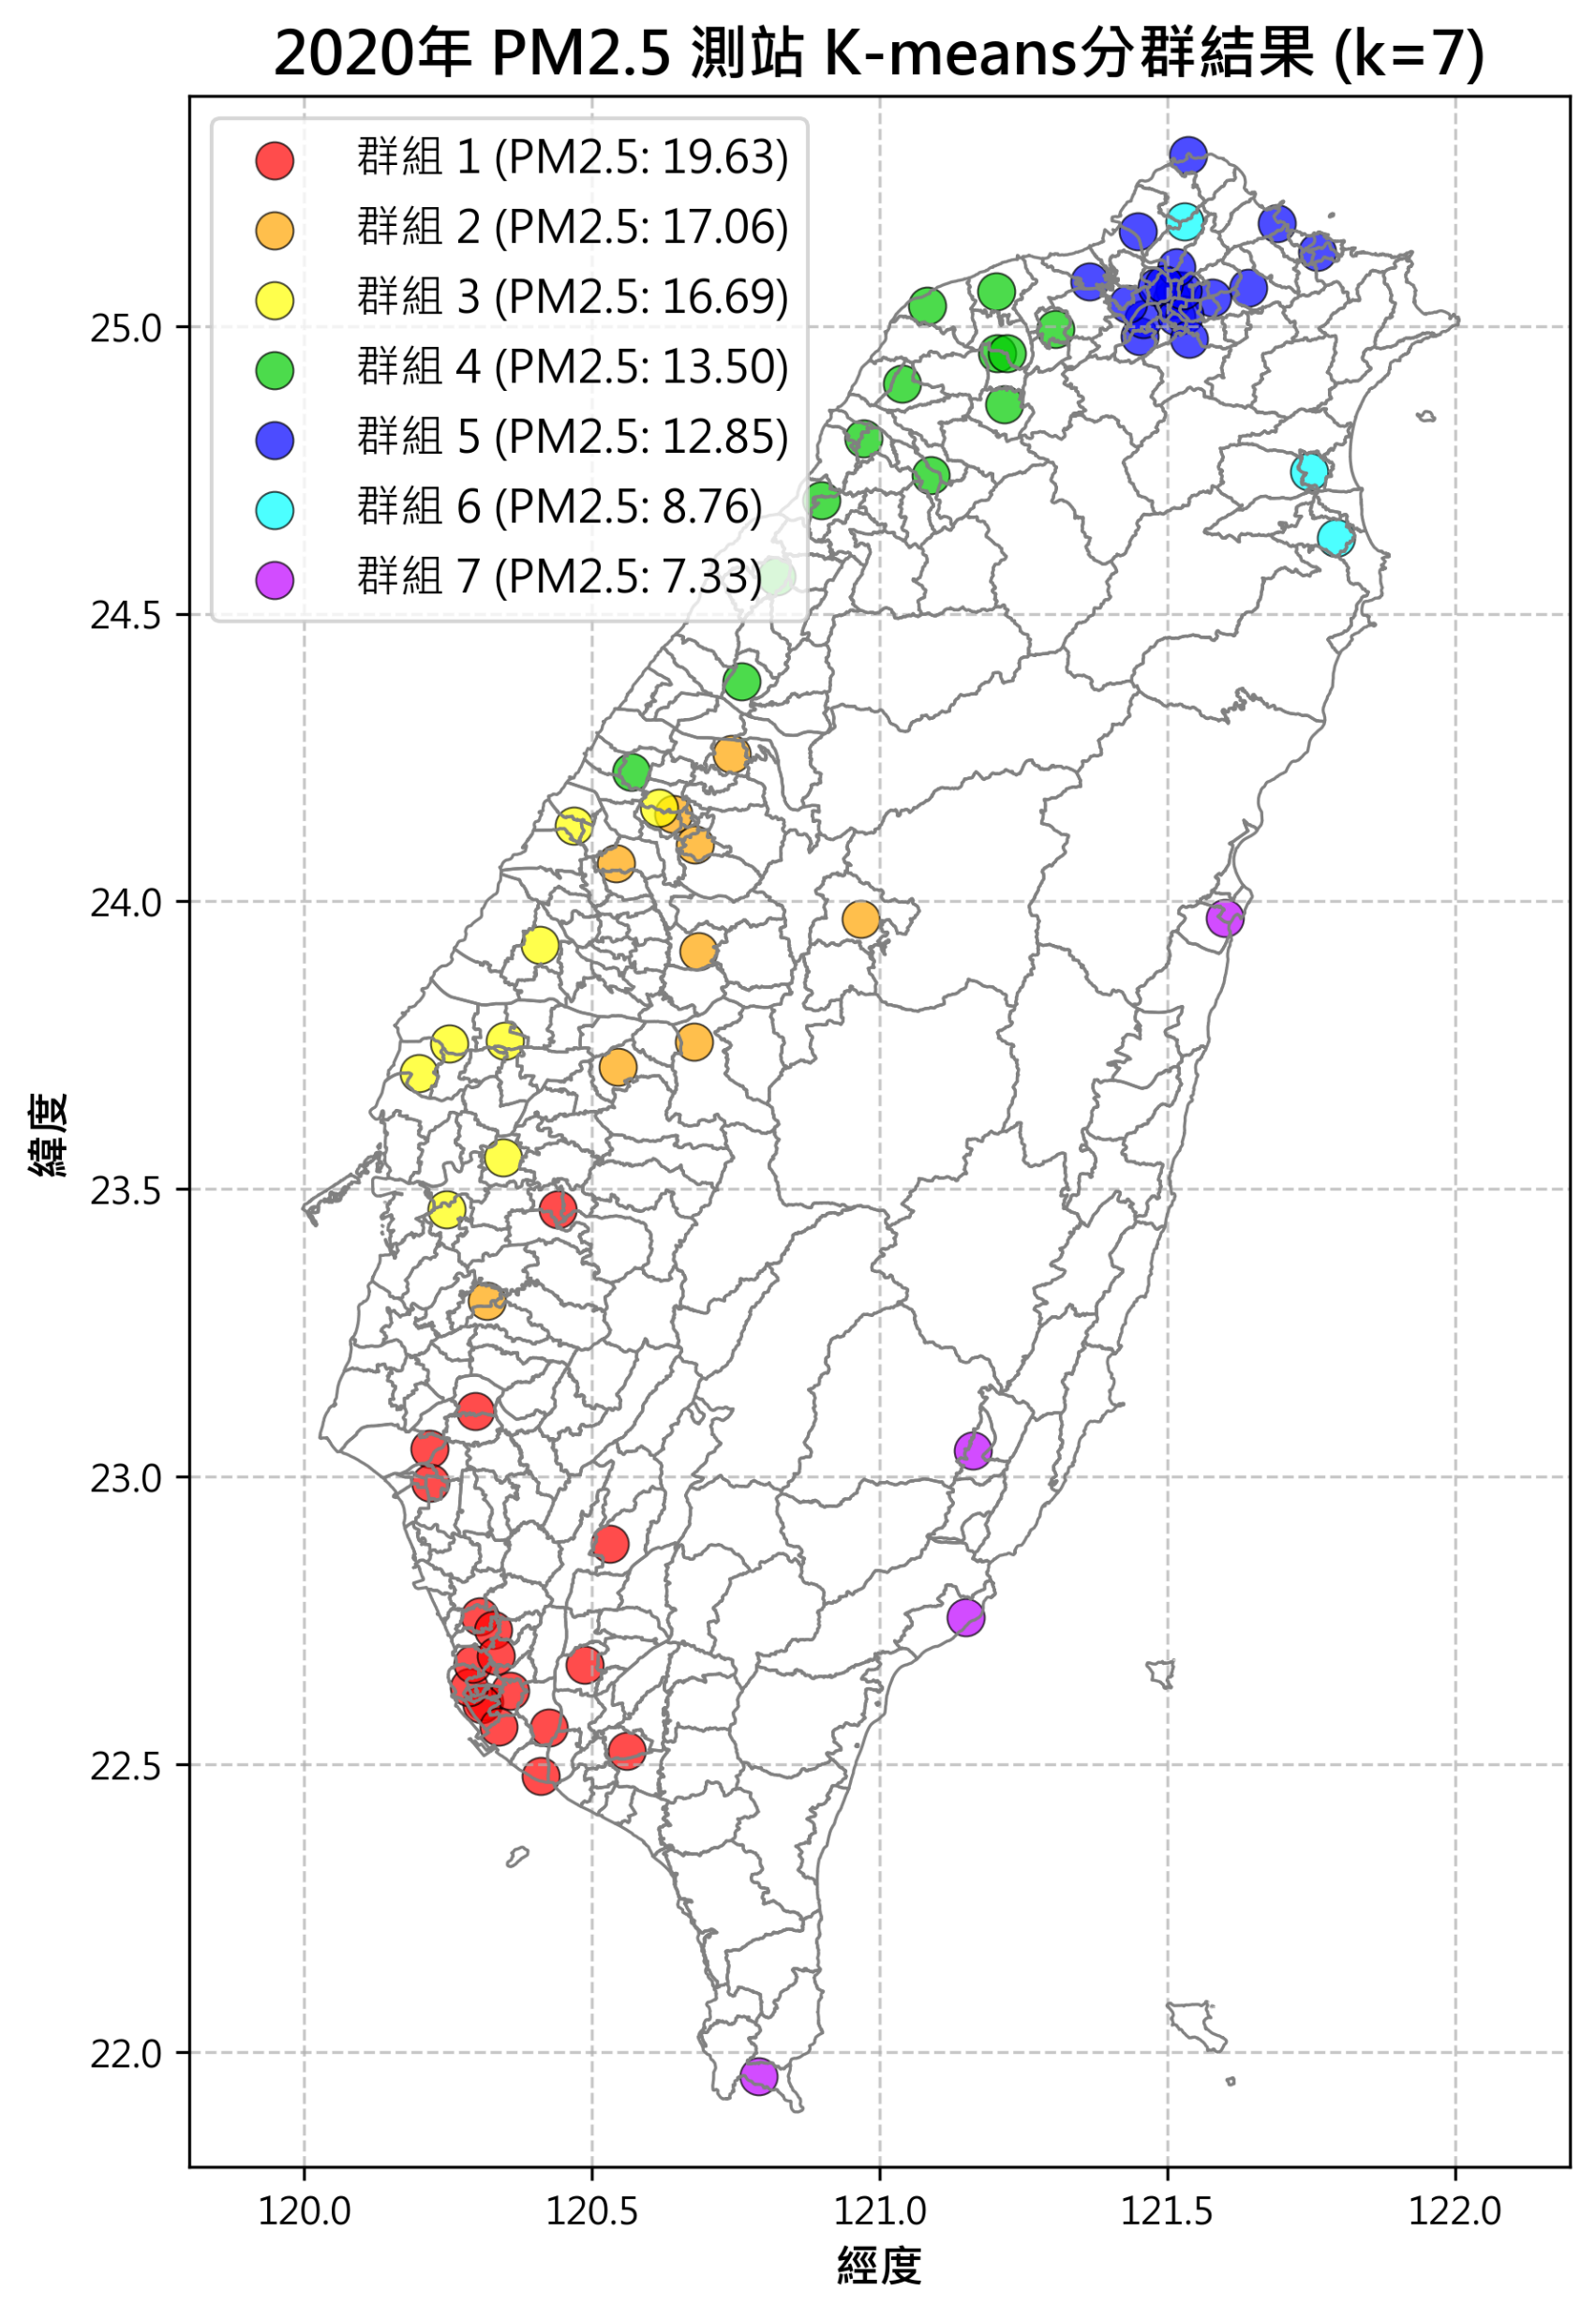 2020年 PM2.5 測站 K-means分群結果 (k=7)
群組 1 (PM2.5: 19.63)
群組 2 (PM2.5: 17.06)
群組 3 (PM2.5: 16.69)
群組 4 (PM2.5: 13.50)
群組 5 (PM2.5: 12.85)
群組 6 (PM2.5: 8.76)
群組 7 (PM2.5: 7.33)
25.0
24.5
24.0
23.5
23.0
22.5
22.0
緯度
120.0 120.5 121.0 121.5 122.0
經度